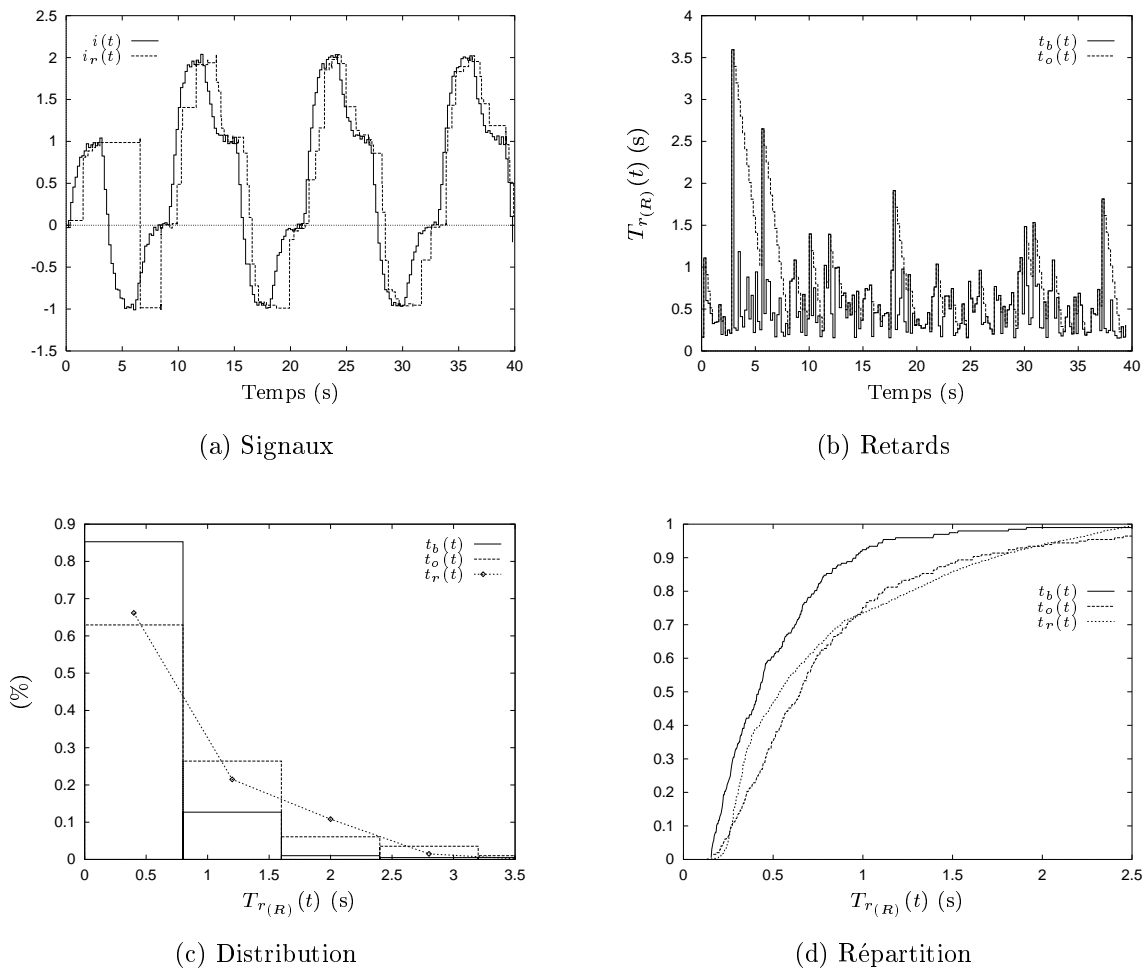 2.5
2
1.5
1
0.5
0
-0.5
-1
-1.5
i(t)
i_r(t)
0 5 10 15 20 25 30 35 40
Temps (s)
(a) Signaux
4
3.5
3
2.5
2
1.5
1
0.5
0
T_{r_{(R)}}(t) (s)
t_b(t)
t_o(t)
0 5 10 15 20 25 30 35 40
Temps (s)
(b) Retards
0.9
0.8
0.7
0.6
0.5
0.4
0.3
0.2
0.1
0
(%)
t_b(t)
t_o(t)
t_r(t)
0 0.5 1 1.5 2 2.5 3 3.5
T_{r_{(R)}}(t) (s)
(c) Distribution
1
0.9
0.8
0.7
0.6
0.5
0.4
0.3
0.2
0.1
0
t_b(t)
t_o(t)
t_r(t)
0 0.5 1 1.5 2 2.5
T_{r_{(R)}}(t) (s)
(d) Répartition